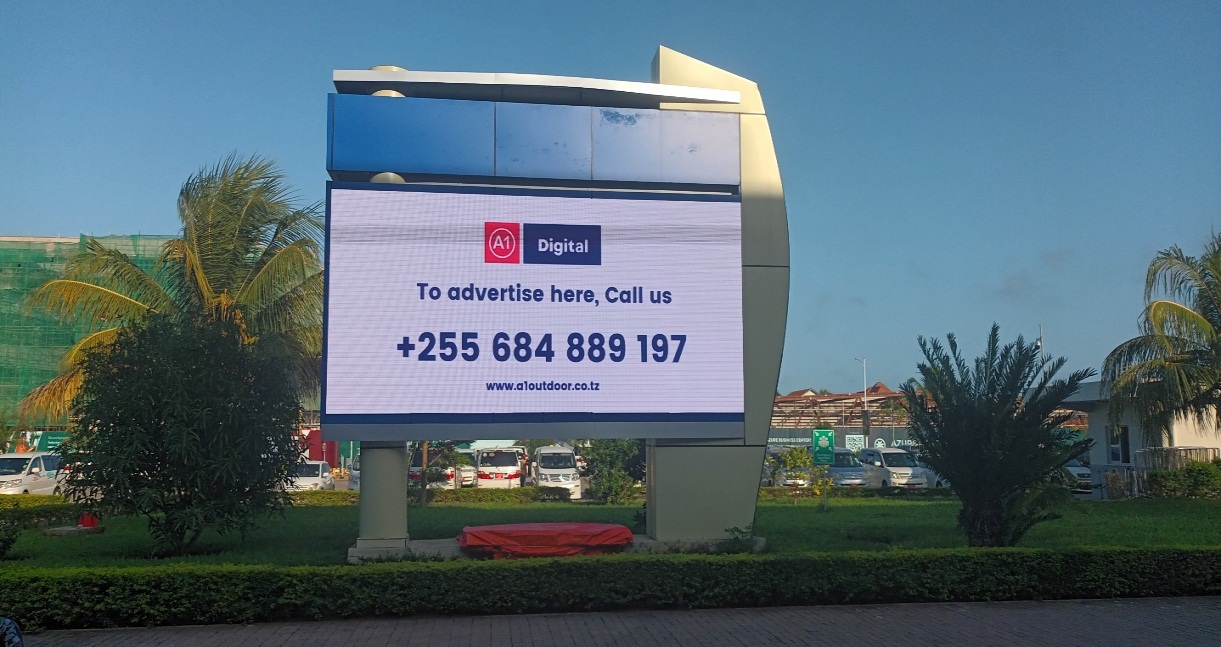 A1 Digital
To advertise here, Call us
+255 684 889 197
www.a1outdoor.co.tz